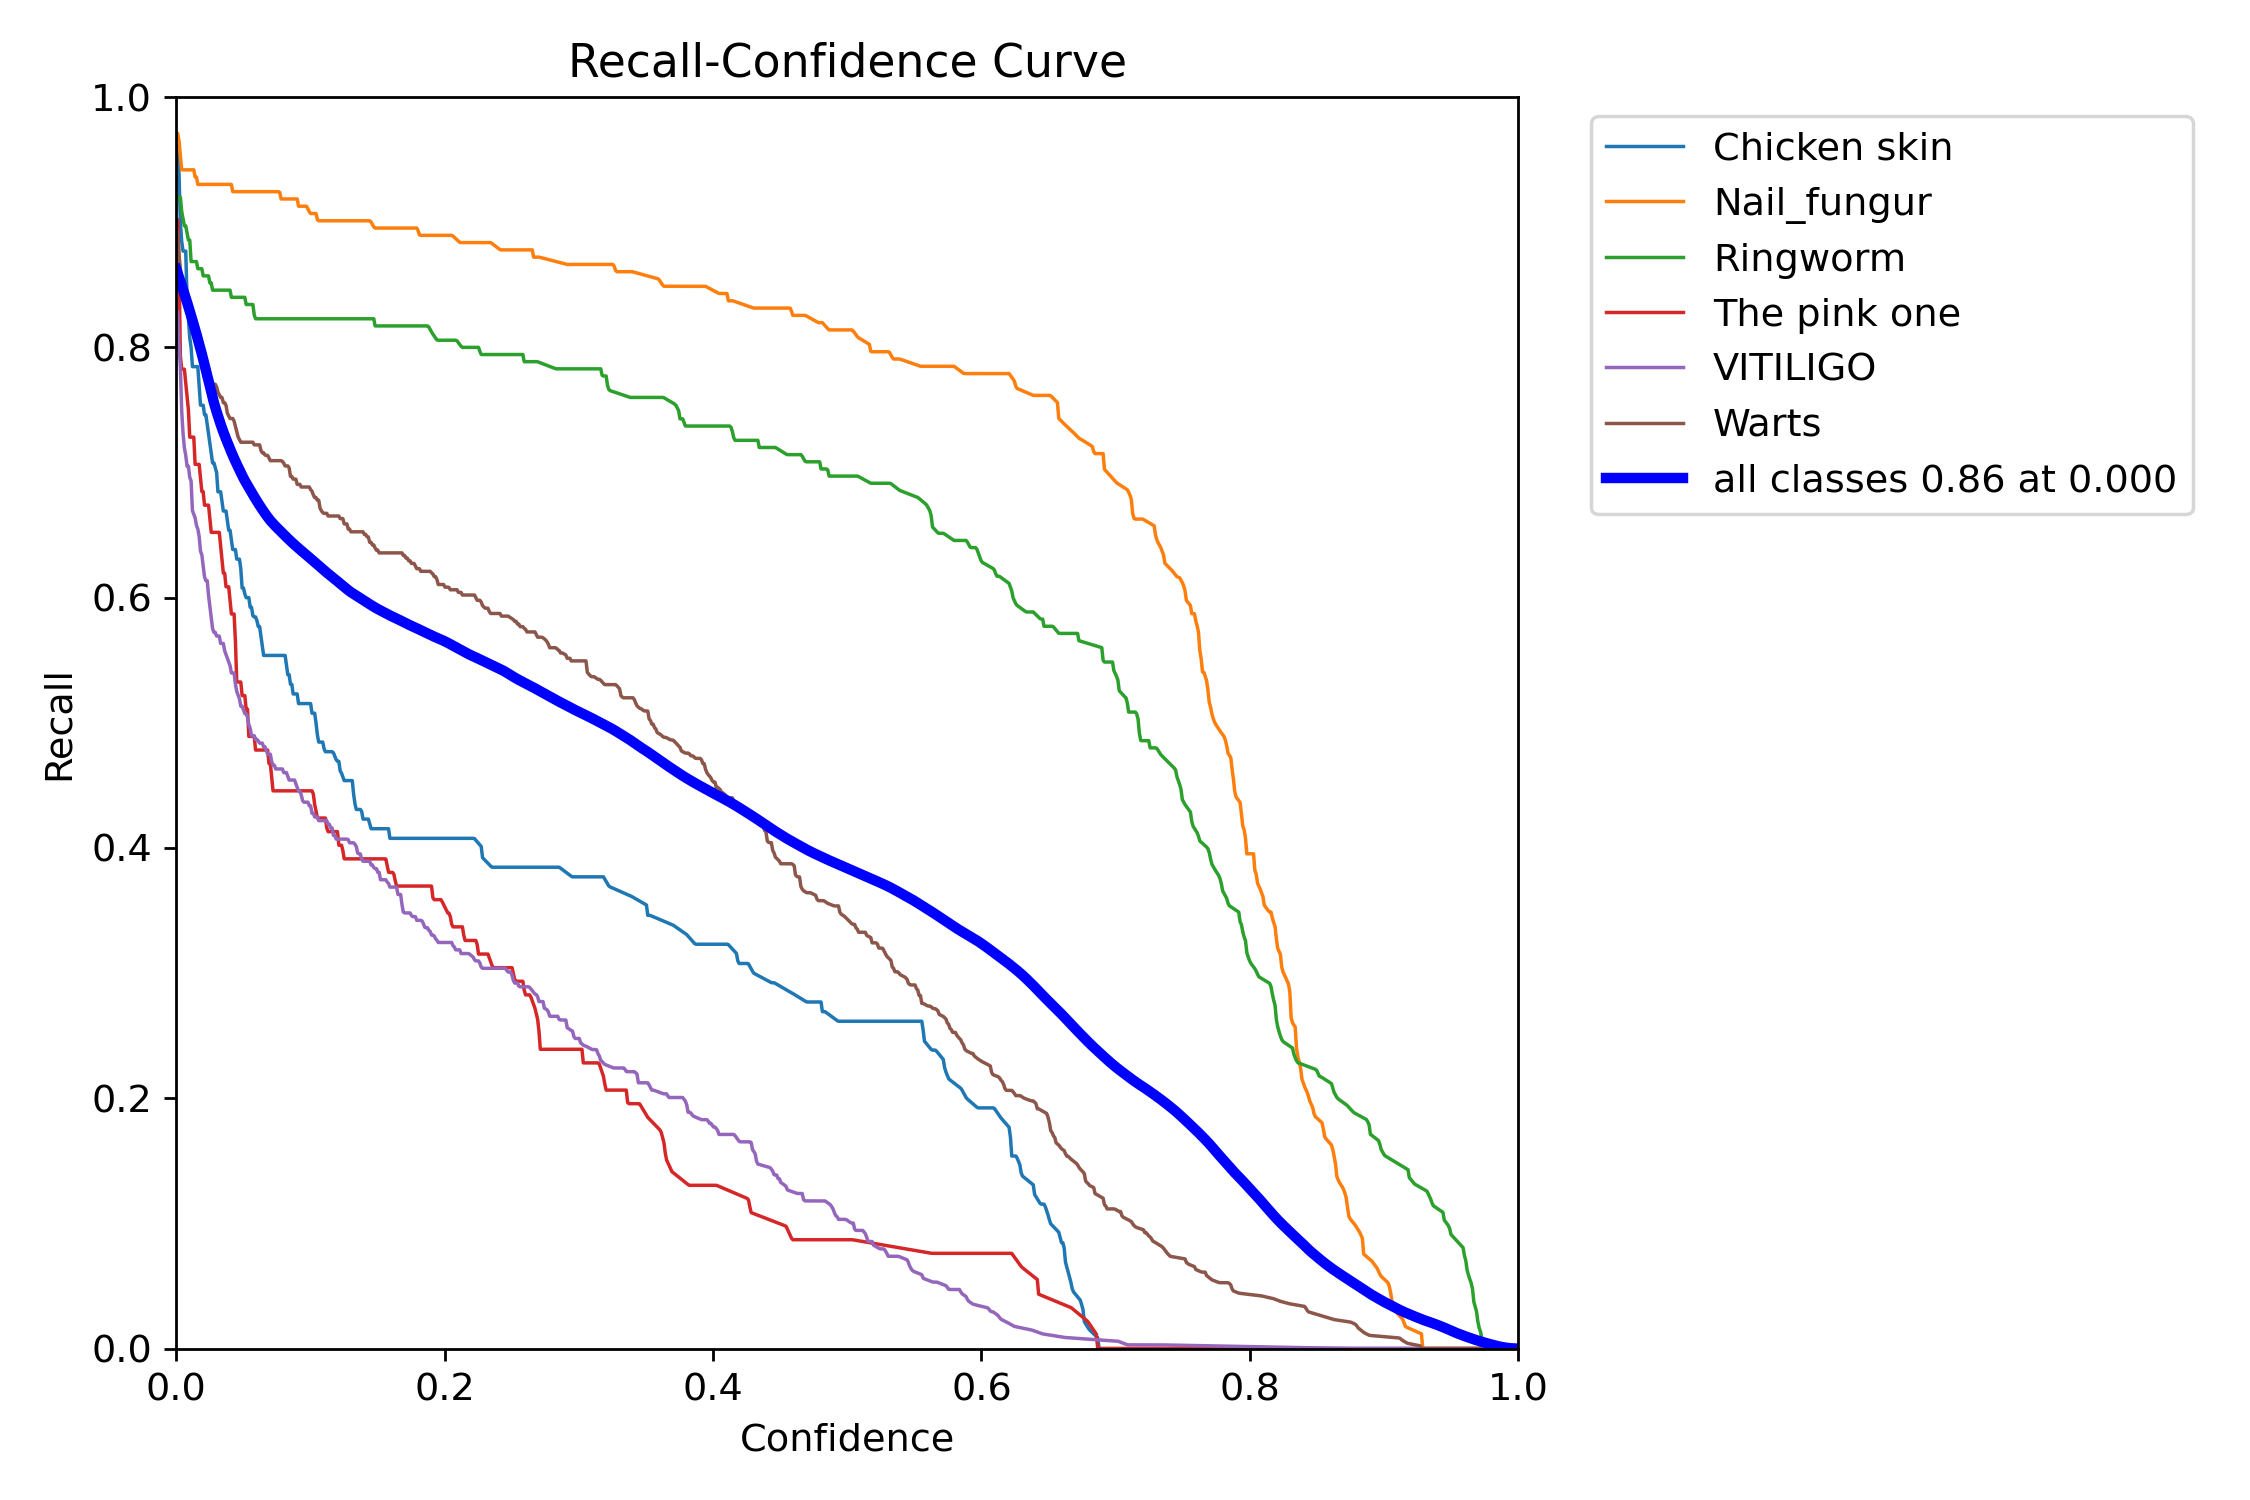 Recall-Confidence Curve
1.0
0.8
0.6
0.4
0.2
0.0
Recall
0.0 0.2 0.4 0.6 0.8 1.0
Confidence
Chicken skin
Nail_fungur
Ringworm
The pink one
VITILIGO
Warts
all classes 0.86 at 0.000